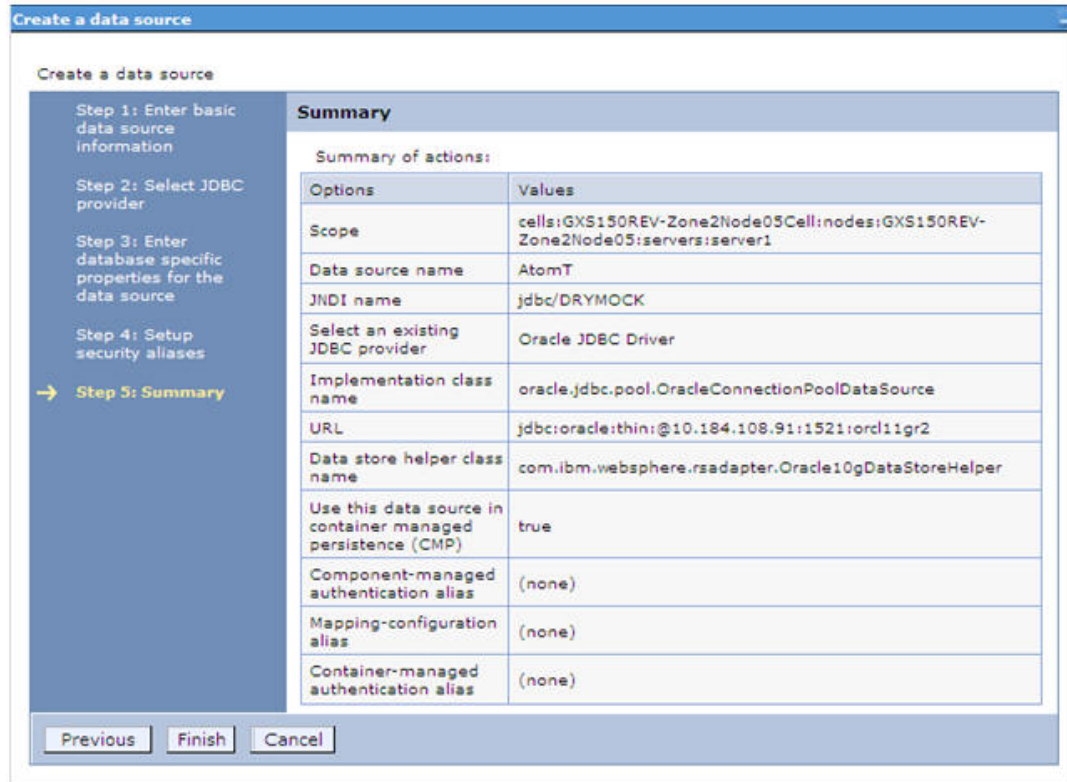 Create a data source
Create a data source
Step 1: Enter basic
data source
information
Step 2: Select JDBC
provider
Step 3: Enter
database specific
properties for the
data source
Step 4: Setup
security aliases
Step 5: Summary
Summary
Summary of actions:
Options Values
Scope cells:GXS150REV-Zone2Node05Cell:nodes:GXS150REV-
Zone2Node05:servers:server1
Data source name AtomT
JNDI name jdbc/DRYMOCK
Select an existing
JDBC provider Oracle JDBC Driver
Implementation class
name oracle.jdbc.pool.OracleConnectionPoolDataSource
URL jdbc:oracle:thin:@10.184.108.91:1521:orcl11gr2
Data store helper class
name com.ibm.websphere.rsadapter.Oracle10gDataStoreHelper
Use this data source in
container managed
persistence (CMP) true
Component-managed
authentication alias (none)
Mapping-configuration
alias (none)
Container-managed
authentication alias (none)
Previous Finish Cancel